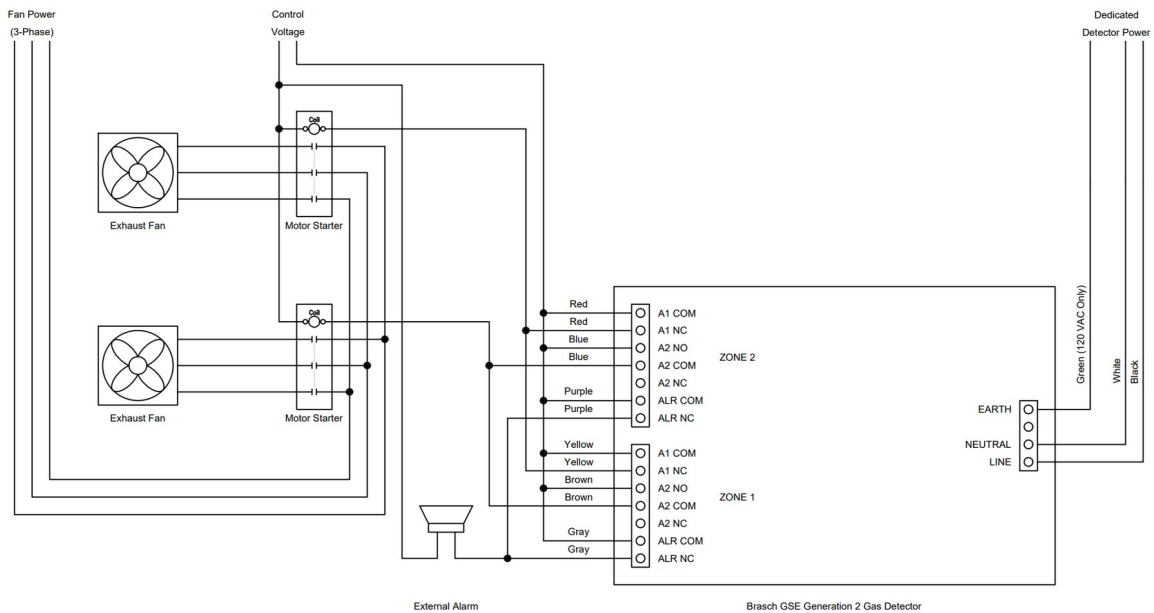 Fan Power
(3-Phase)
Control
Voltage
Dedicated
Detector Power
Coil
Exhaust Fan
Motor Starter
Coil
Exhaust Fan
Motor Starter
Red
Red
Blue
Blue
Purple
Purple
A1 COM
A1 NC
A2 NO
A2 COM
A2 NC
ALR COM
ALR NC
ZONE 2
Yellow
Yellow
Brown
Brown
Gray
Gray
A1 COM
A1 NC
A2 NO
A2 COM
A2 NC
ALR COM
ALR NC
ZONE 1
EARTH
NEUTRAL
LINE
Green (120 VAC Only)
White
Black
External Alarm
Brasch GSE Generation 2 Gas Detector